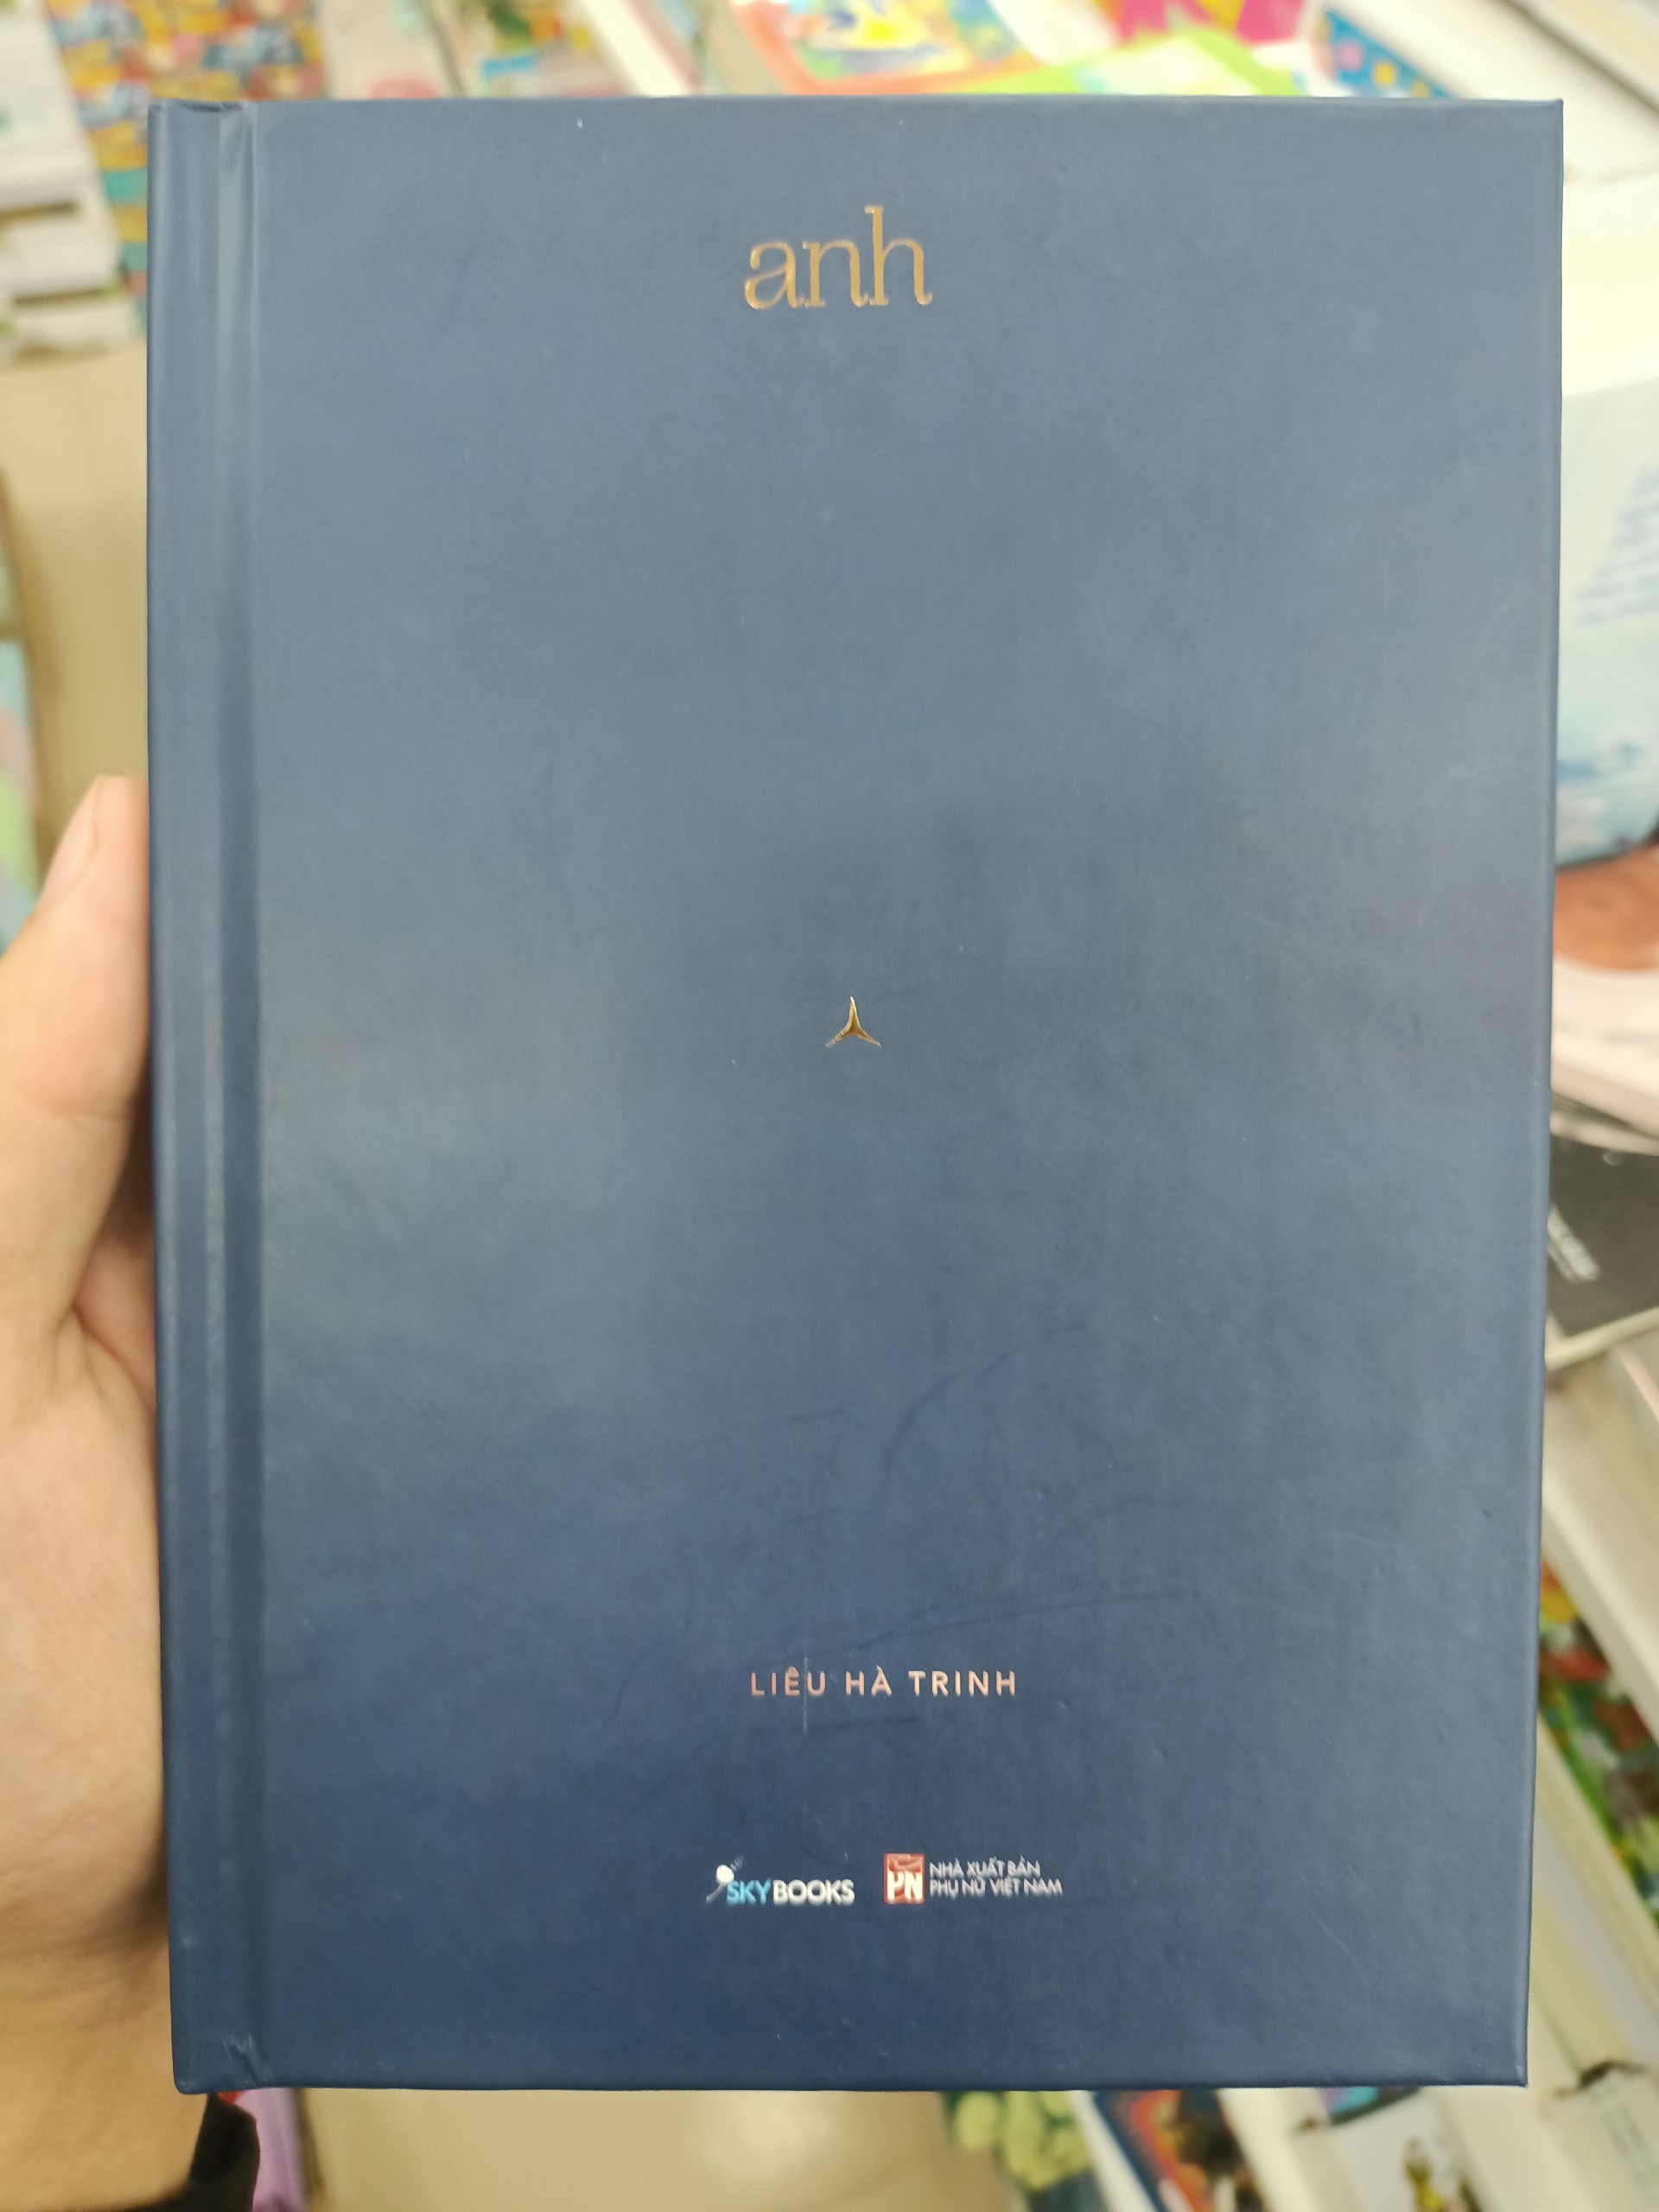 anh
LIÊU HÀ TRINH
SKYBOOKS
PN
NHÀ XUẤT BẢN
PHỤ NỮ VIỆT NAM